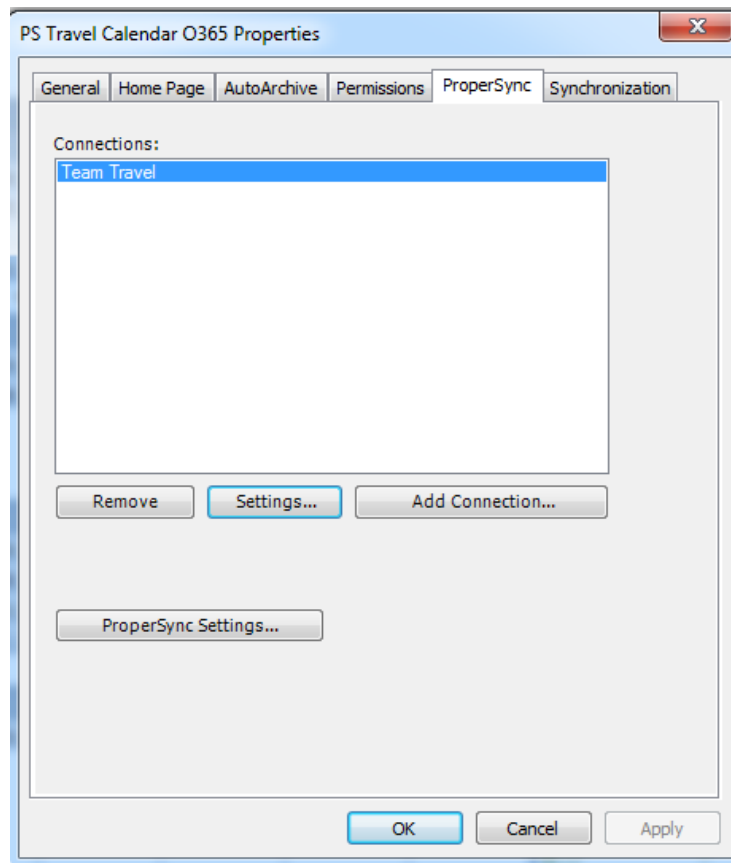 PS Travel Calendar O365 Properties
General Home Page AutoArchive Permissions ProperSync Synchronization
Connections:
Team Travel
Remove Settings... Add Connection...
ProperSync Settings...
OK Cancel Apply